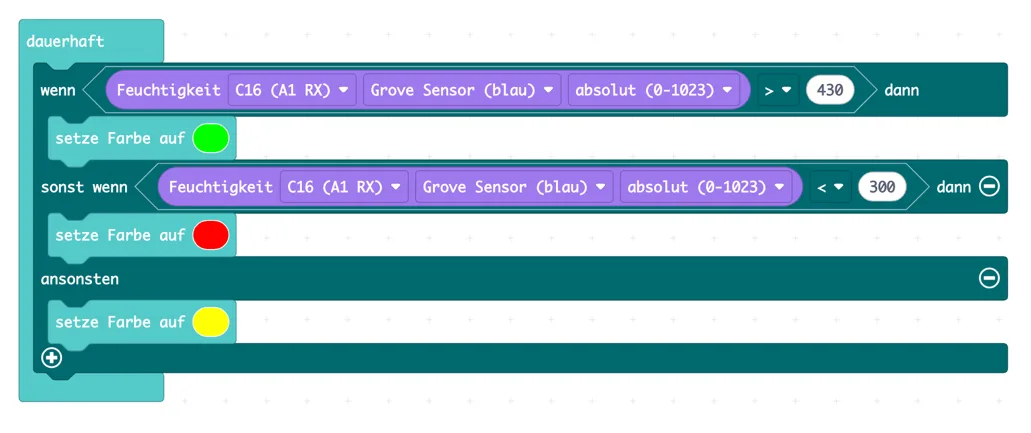 dauerhaft
wenn Feuchtigkeit C16 (A1 RX) Grove Sensor (blau) absolut (0-1023) > 430 dann
setze Farbe auf
sonst wenn Feuchtigkeit C16 (A1 RX) Grove Sensor (blau) absolut (0-1023) < 300 dann
setze Farbe auf
ansonsten
setze Farbe auf